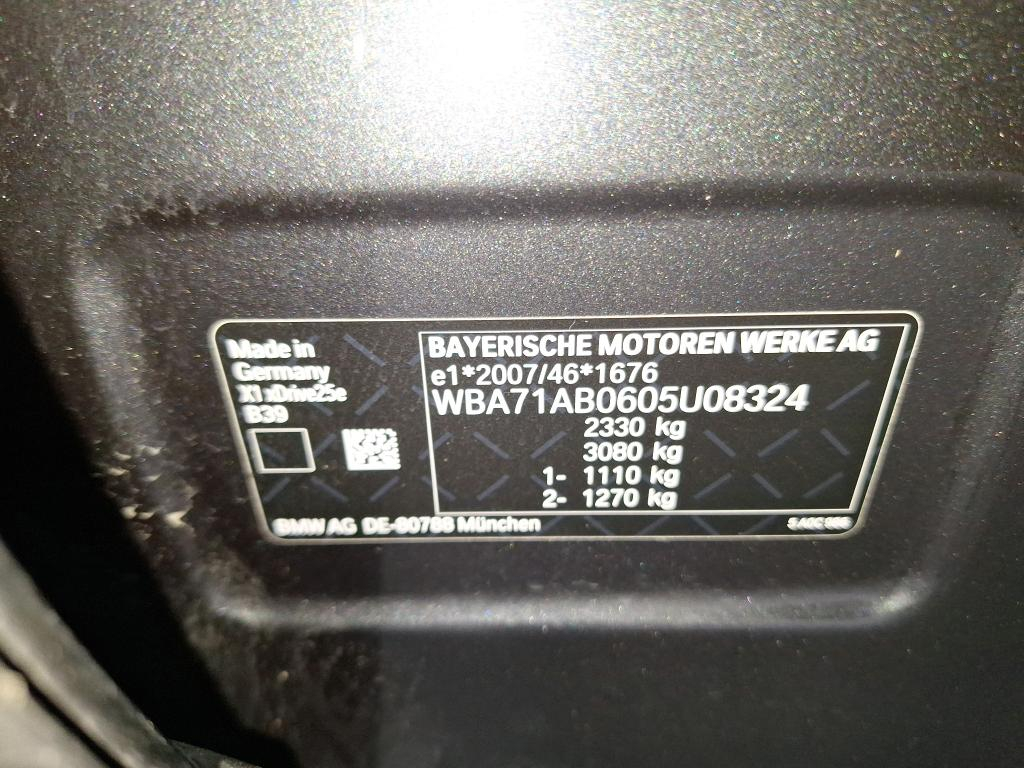 Made in
Germany
X1 xDrive25e
B39
BAYERISCHE MOTOREN WERKE AG
e1*2007/46*1676
WBA71AB0605U08324
2330 kg
3080 kg
1- 1110 kg
2- 1270 kg
BMW AG DE-80788 München